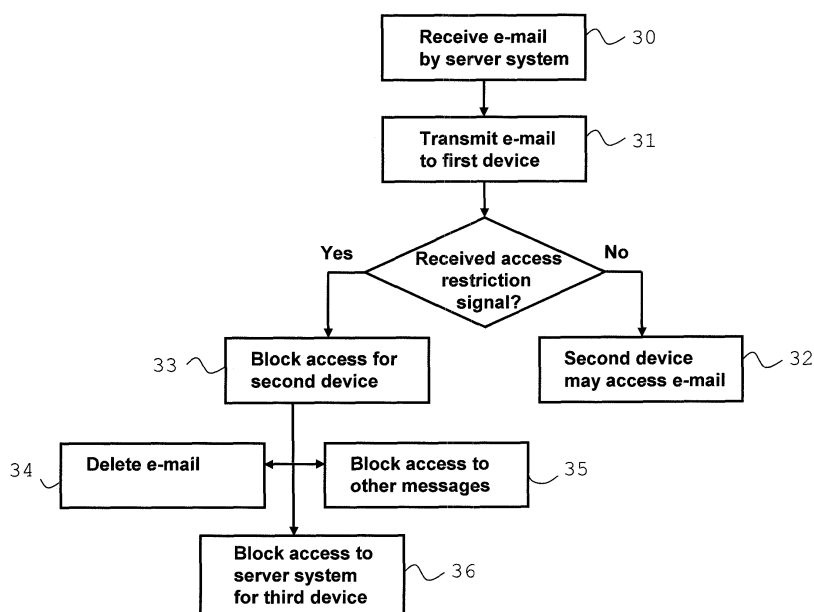 Receive e-mail
by server system
30
Transmit e-mail
to first device
31
Yes
No
Received access
restriction
signal?
33
Block access for
second device
Second device
may access e-mail
32
34
Delete e-mail
Block access to
other messages
35
Block access to
server system
for third device
36